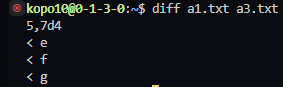 kopo10@0-1-3-0:~$ diff a1.txt a3.txt
5,7d4
< e
< f
< g